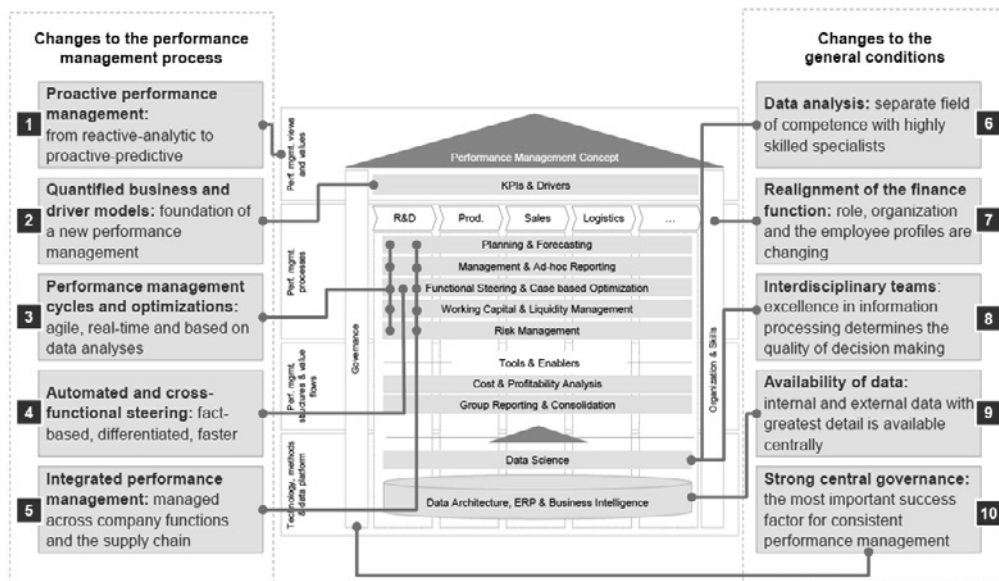 Changes to the performance
management process
1
Proactive performance
management:
from reactive-analytic to
proactive-predictive
2
Quantified business and
driver models: foundation of
a new performance
management
3
Performance management
cycles and optimizations:
agile, real-time and based on
data analyses
4
Automated and cross-
functional steering: fact-
based, differentiated, faster
5
Integrated performance
management: managed
across company functions
and the supply chain
Perf. mgmt. views
and values
Perf. mgmt.
processes
Perf. mgmt.
structures & value
flows
Technology, methods
& data platform
Performance Management Concept
KPIs & Drivers
R&D
Prod.
Sales
Logistics
...
Governance
Planning & Forecasting
Management & Ad-hoc Reporting
Functional Steering & Case based Optimization
Working Capital & Liquidity Management
Risk Management
Tools & Enablers
Cost & Profitability Analysis
Group Reporting & Consolidation
Data Science
Data Architecture, ERP & Business Intelligence
Organization & Skills
Changes to the
general conditions
Data analysis: separate field
of competence with highly
skilled specialists
6
Realignment of the finance
function: role, organization
and the employee profiles are
changing
7
Interdisciplinary teams:
excellence in information
processing determines the
quality of decision making
8
Availability of data:
internal and external data with
greatest detail is available
centrally
9
Strong central governance:
the most important success
factor for consistent
performance management
10